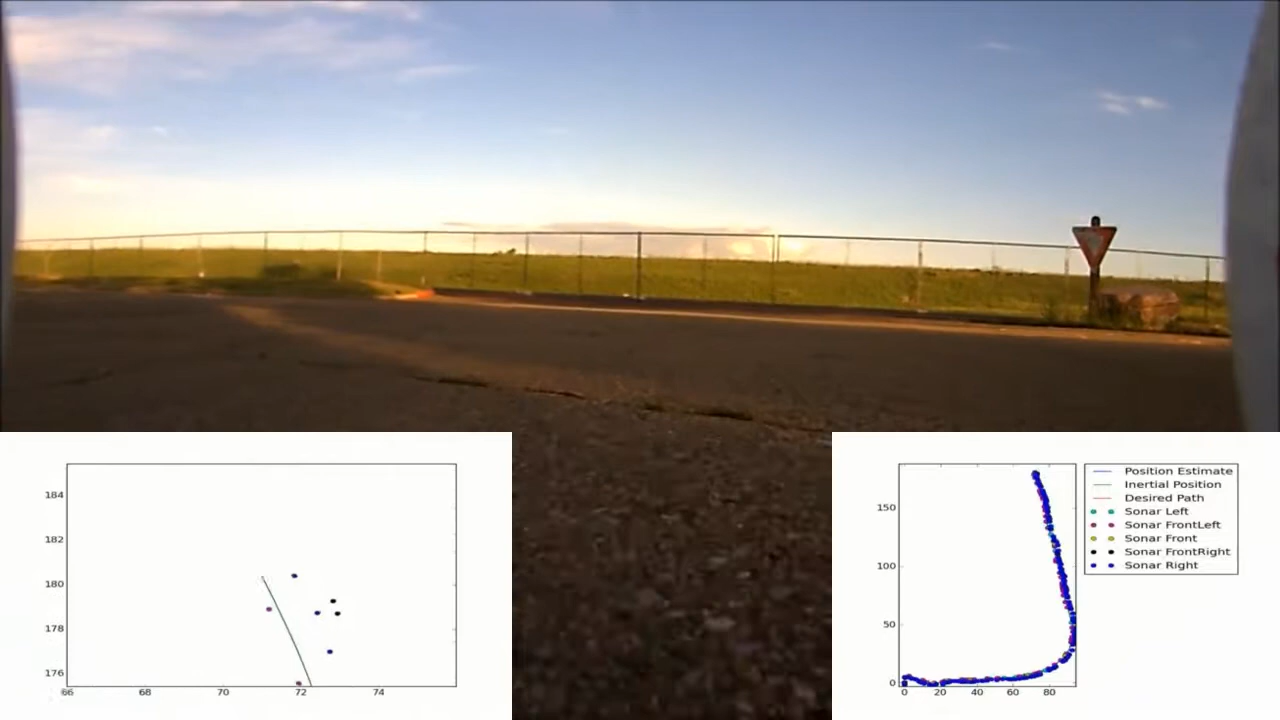 184
182
180
178
176
66 68 70 72 74
150
100
50
0
0 20 40 60 80
Position Estimate
Inertial Position
Desired Path
Sonar Left
Sonar FrontLeft
Sonar Front
Sonar FrontRight
Sonar Right